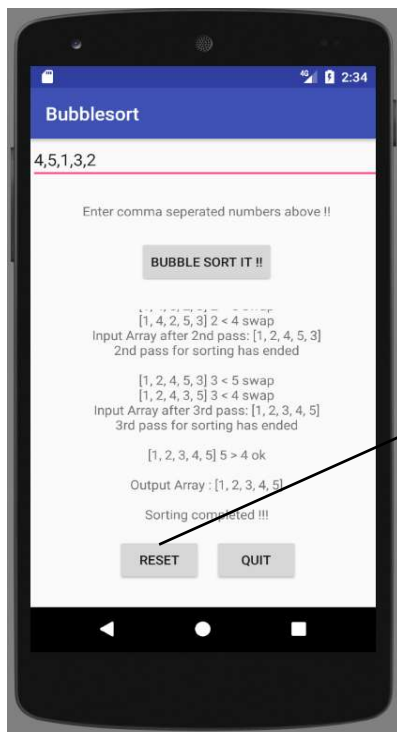 4G 2:34
Bubblesort
4,5,1,3,2
Enter comma seperated numbers above !!
BUBBLE SORT IT !!
[1, 4, 2, 5, 3] 2 < 4 swap
Input Array after 2nd pass: [1, 2, 4, 5, 3]
2nd pass for sorting has ended
[1, 2, 4, 5, 3] 3 < 5 swap
[1, 2, 4, 3, 5] 3 < 4 swap
Input Array after 3rd pass: [1, 2, 3, 4, 5]
3rd pass for sorting has ended
[1, 2, 3, 4, 5] 5 > 4 ok
Output Array : [1, 2, 3, 4, 5]
Sorting completed !!!
RESET QUIT